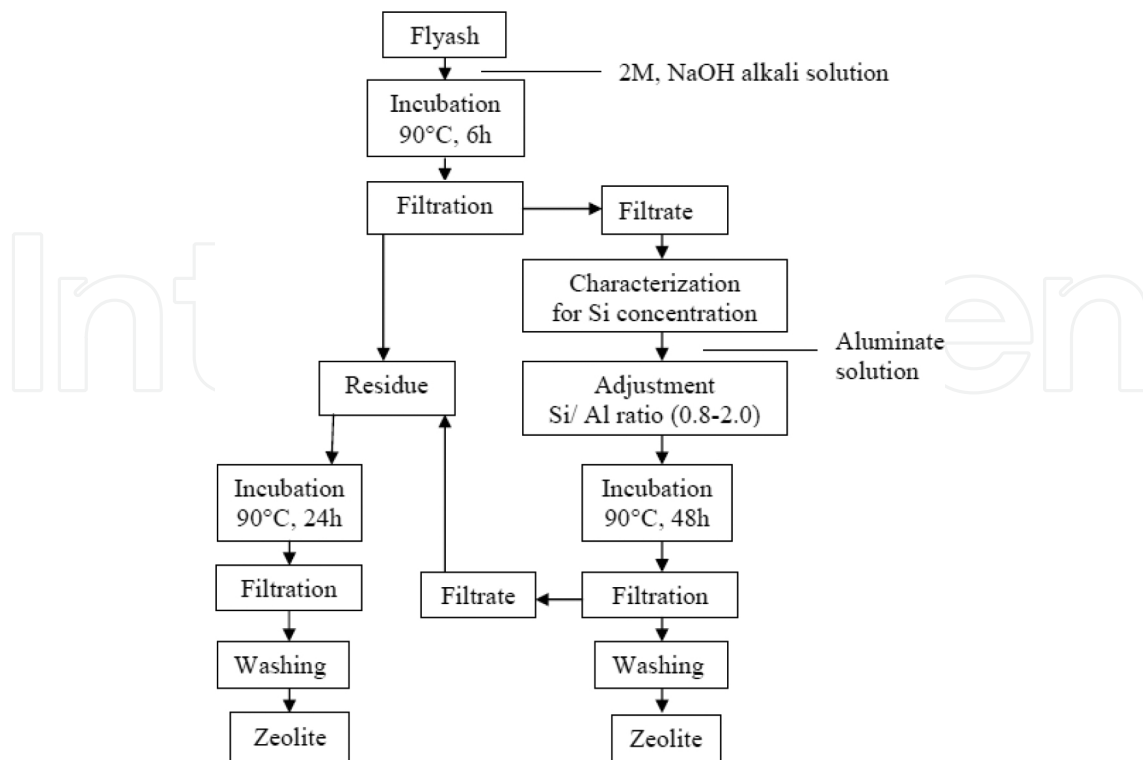 Flyash
2M, NaOH alkali solution
Incubation
90°C, 6h
Filtration
Filtrate
Characterization
for Si concentration
Aluminate
solution
Residue
Adjustment
Si/ Al ratio (0.8-2.0)
Incubation
90°C, 24h
Incubation
90°C, 48h
Filtration
Filtrate
Filtration
Washing
Washing
Zeolite
Zeolite
Int
en